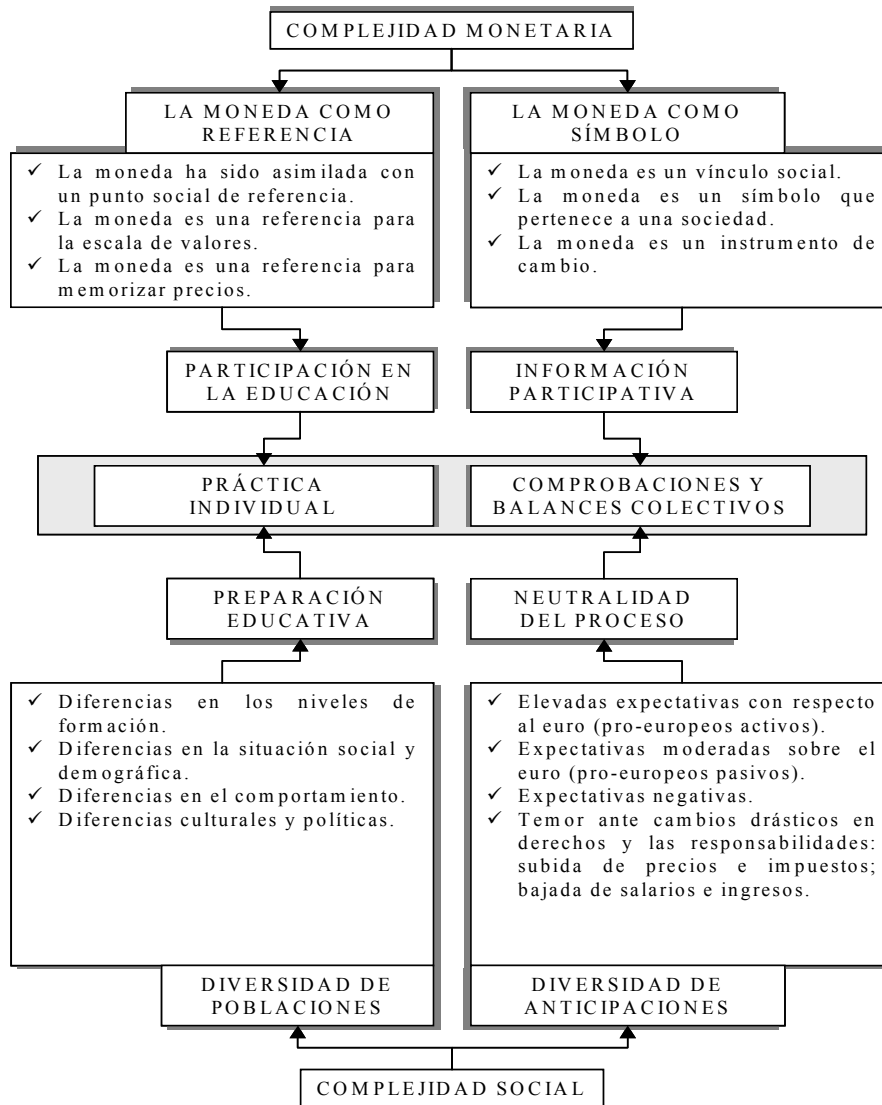 COMPLEJIDAD MONETARIA
LA MONEDA COMO
REFERENCIA
✓ La moneda ha sido asimilada con
un punto social de referencia.
✓ La moneda es una referencia para
la escala de valores.
✓ La moneda es una referencia para
memorizar precios.
LA MONEDA COMO
SÍMBOLO
✓ La moneda es un vínculo social.
✓ La moneda es un símbolo que
pertenece a una sociedad.
✓ La moneda es un instrumento de
cambio.
PARTICIPACIÓN EN
LA EDUCACIÓN
INFORMACIÓN
PARTICIPATIVA
PRÁCTICA
INDIVIDUAL
COMPROBACIONES Y
BALANCES COLECTIVOS
PREPARACIÓN
EDUCATIVA
NEUTRALIDAD
DEL PROCESO
✓ Diferencias en los niveles de
formación.
✓ Diferencias en la situación social y
demográfica.
✓ Diferencias en el comportamiento.
✓ Diferencias culturales y políticas.
DIVERSIDAD DE
POBLACIONES
✓ Elevadas expectativas con respecto
al euro (pro-europeos activos).
✓ Expectativas moderadas sobre el
euro (pro-europeos pasivos).
✓ Expectativas negativas.
✓ Temor ante cambios drásticos en
derechos y las responsabilidades:
subida de precios e impuestos;
bajada de salarios e ingresos.
DIVERSIDAD DE
ANTICIPACIONES
COMPLEJIDAD SOCIAL